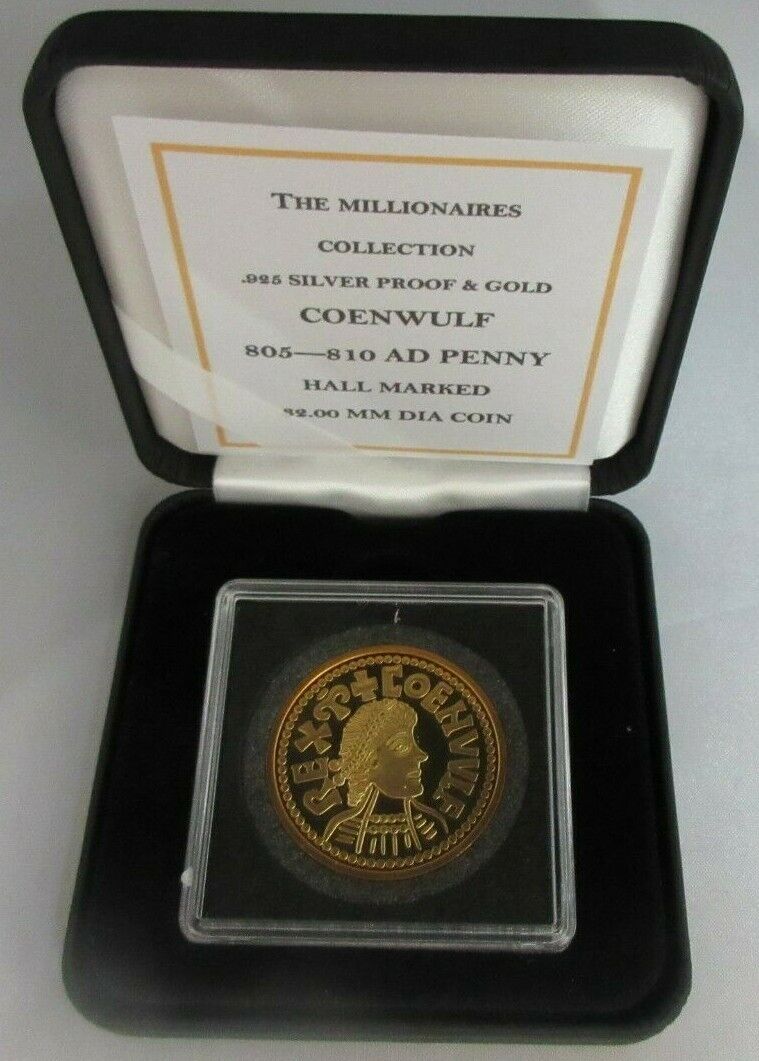 THE MILLIONAIRES
COLLECTION
.925 SILVER PROOF & GOLD
COENWULF
805—810 AD PENNY
HALL MARKED
32.00 MM DIA COIN
+COEHVVLF REX